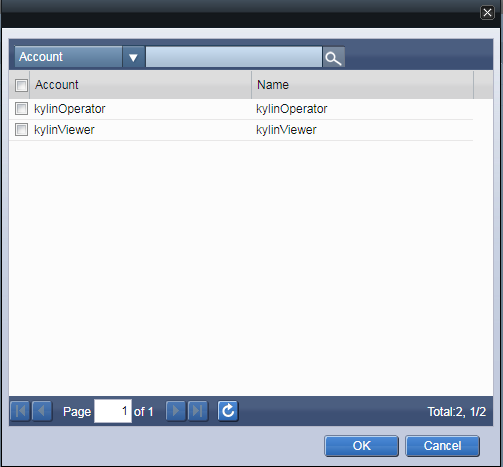 Account
Account Name
kylinOperator kylinOperator
kylinViewer kylinViewer
Page 1 of 1 Total:2, 1/2
OK Cancel